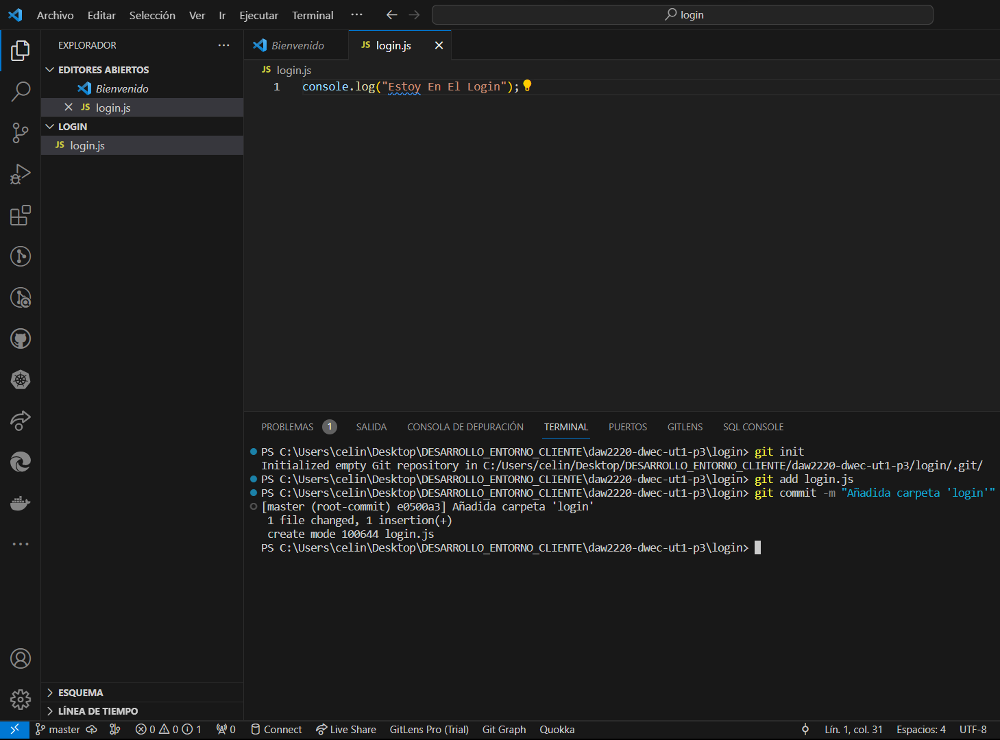 Archivo Editar Selección Ver Ir Ejecutar Terminal ··· login
EXPLORADOR ···
EDITORES ABIERTOS
Bienvenido
JS login.js
LOGIN
JS login.js
ESQUEMA
LÍNEA DE TIEMPO
Bienvenido JS login.js
JS login.js
1 console.log("Estoy En El Login");
PROBLEMAS 1 SALIDA CONSOLA DE DEPURACIÓN TERMINAL PUERTOS GITLENS SQL CONSOLE
PS C:\Users\celin\Desktop\DESARROLLO_ENTORNO_CLIENTE\daw2220-dwec-ut1-p3\login> git init
Initialized empty Git repository in C:/Users/celin/Desktop/DESARROLLO_ENTORNO_CLIENTE/daw2220-dwec-ut1-p3/login/.git/
PS C:\Users\celin\Desktop\DESARROLLO_ENTORNO_CLIENTE\daw2220-dwec-ut1-p3\login> git add login.js
PS C:\Users\celin\Desktop\DESARROLLO_ENTORNO_CLIENTE\daw2220-dwec-ut1-p3\login> git commit -m "Añadida carpeta 'login'"
[master (root-commit) e0500a3] Añadida carpeta 'login'
1 file changed, 1 insertion(+)
create mode 100644 login.js
PS C:\Users\celin\Desktop\DESARROLLO_ENTORNO_CLIENTE\daw2220-dwec-ut1-p3\login>
master 0 0 1 0 Connect Live Share GitLens Pro (Trial) Git Graph Quokka Lín. 1, col. 31 Espacios: 4 UTF-8